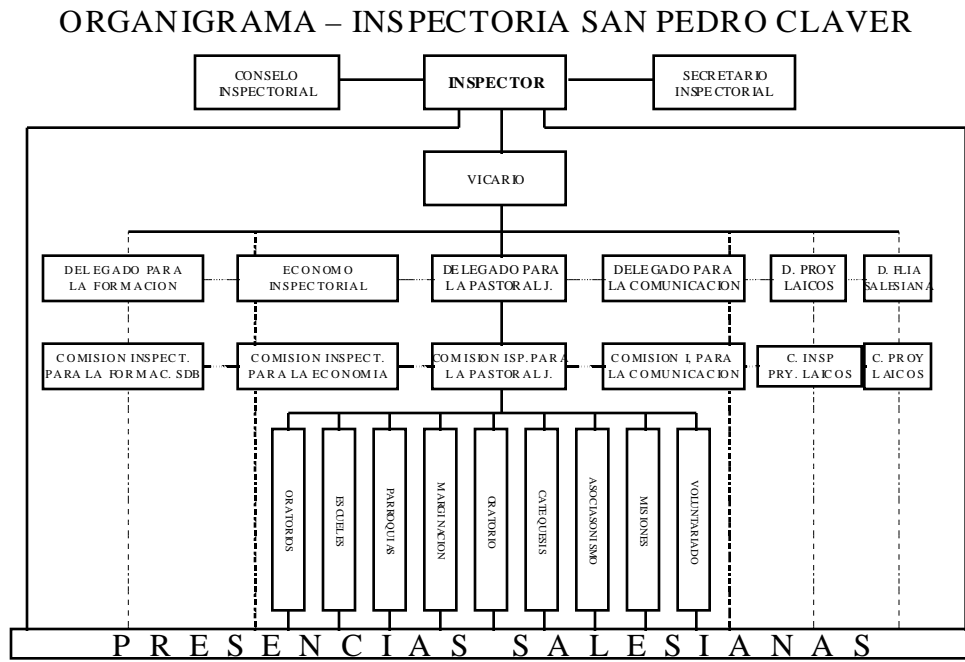 ORGANIGRAMA – INSPECTORIA SAN PEDRO CLAVER
CONSELO
INSPECTORIAL
INSPECTOR
SECRETARIO
INSPECTORIAL
VICARIO
DELEGADO PARA
LA FORMACION
ECONOMO
INSPECTORIAL
DELEGADO PARA
LA PASTORAL J.
DELEGADO PARA
LA COMUNICACION
D. PROY
LAICOS
D. FLIA
SALESIANA
COMISION INSPECT.
PARA LA FORMAC. SDB
COMISION INSPECT.
PARA LA ECONOMIA
COMISION ISP. PARA
LA PASTORAL J.
COMISION I, PARA
LA COMUNICACION
C. INSP
PRY. LAICOS
C. PROY
LAICOS
ORATORIOS
ESCUELES
PARROQUIAS
MARGINACION
ORATORIO
CATEQUESIS
ASOCIASONISMO
MISIONES
VOLUNTARIADO
PRESENCIAS SALESIANAS